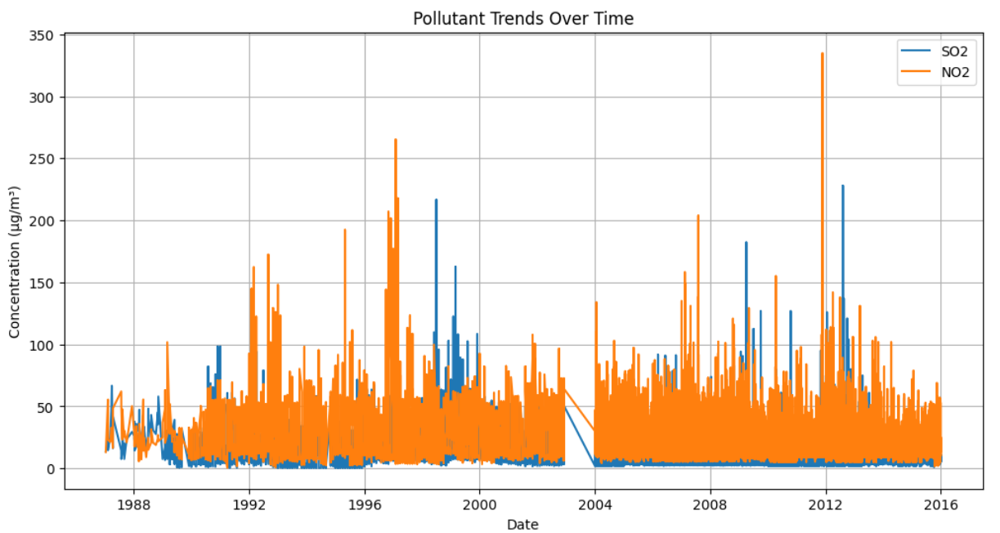 Pollutant Trends Over Time
Concentration (µg/m³)
350
300
250
200
150
100
50
0
SO2
NO2
1988 1992 1996 2000 2004 2008 2012 2016
Date